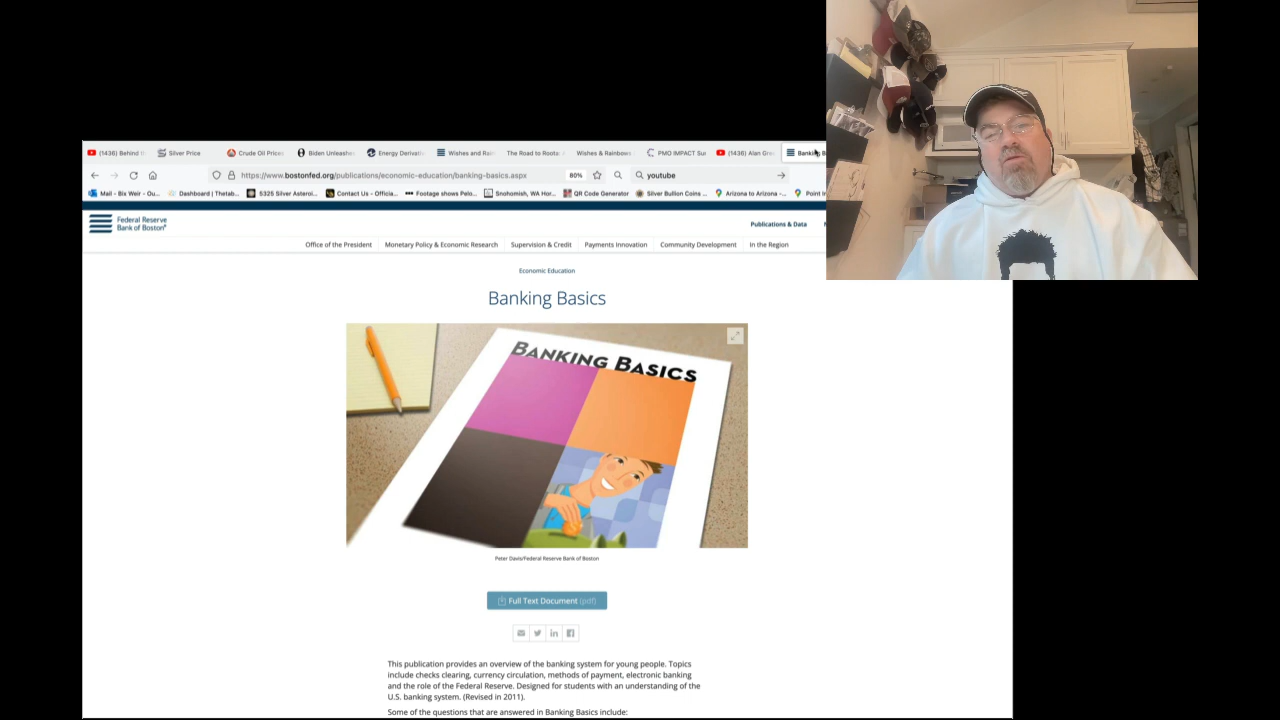 (1436) Behind t
Silver Price
Crude Oil Prices
Biden Unleashes
Energy Derivati
Wishes and Rai
The Road to Roota:
Wishes & Rainbows
PMO IMPACT Su
(1436) Alan Gre
Banking B
https://www.bostonfed.org/publications/economic-education/banking-basics.aspx
80%
youtube
Mail - Bix Weir - Ou...
Dashboard | Thetab...
5325 Silver Asteroi...
Contact Us - Officia...
Footage shows Pelo...
Snohomish, WA Hor...
QR Code Generator
Silver Bullion Coins ...
Arizona to Arizona -...
Point In
Federal Reserve
Bank of Boston®
Publications & Data
Office of the President
Monetary Policy & Economic Research
Supervision & Credit
Payments Innovation
Community Development
In the Region
Economic Education
Banking Basics
BANKING BASICS
Peter Davis/Federal Reserve Bank of Boston
Full Text Document (pdf)
This publication provides an overview of the banking system for young people. Topics
include checks clearing, currency circulation, methods of payment, electronic banking
and the role of the Federal Reserve. Designed for students with an understanding of the
U.S. banking system. (Revised in 2011).
Some of the questions that are answered in Banking Basics include: